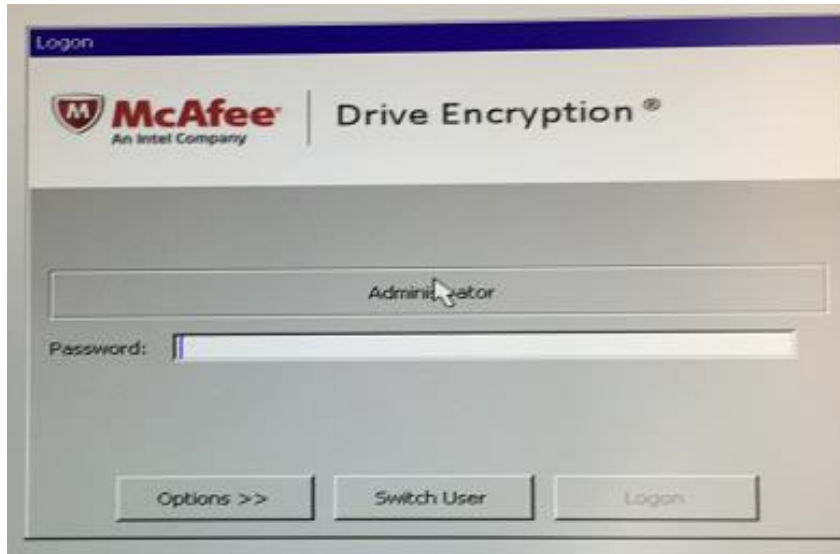 Logon
McAfee® | Drive Encryption ®
An Intel Company
Administrator
Password:
Options >>
Switch User
Logon